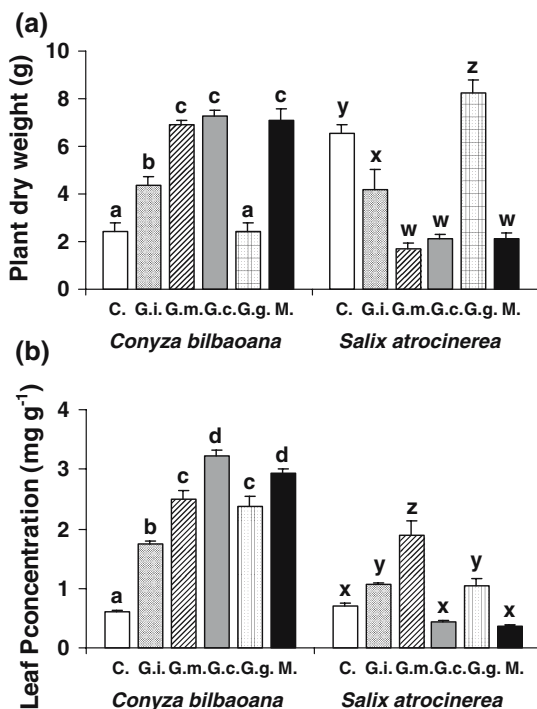 (a)
Plant dry weight (g)
10
8
6
4
2
0
a
b
c
c
a
c
y
x
w
w
z
w
C. G.i. G.m. G.c. G.g. M.
C. G.i. G.m. G.c. G.g. M.
Conyza bilbaoana
Salix atrocinerea
(b)
Leaf Pconcentration (mg g-1)
4
3
2
1
0
a
b
c
d
c
d
x
y
z
x
y
x
C. G.i. G.m. G.c. G.g. M.
C. G.i. G.m. G.c. G.g. M.
Conyza bilbaoana
Salix atrocinerea